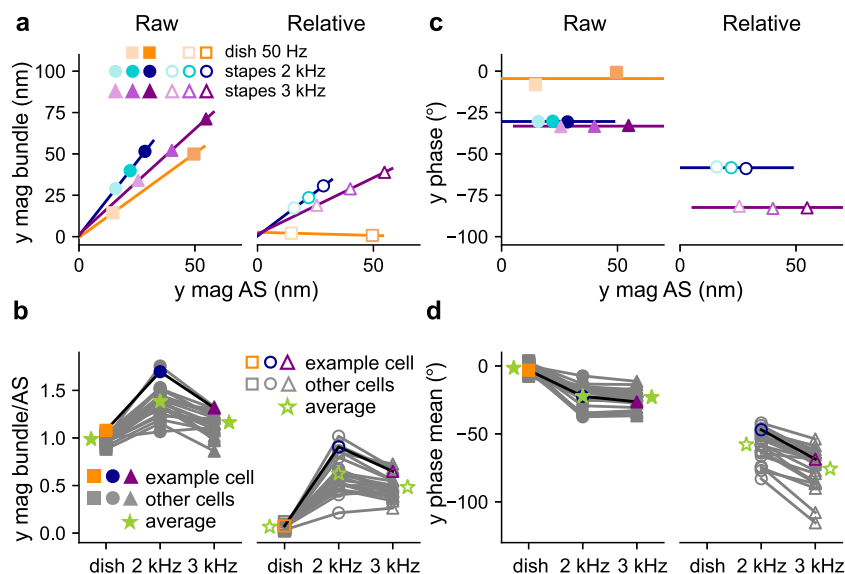 a
Raw
Relative
dish 50 Hz
stapes 2 kHz
stapes 3 kHz
y mag bundle (nm)
100
75
50
25
0
0 50
0 50
y mag AS (nm)
c
Raw
Relative
y phase (°)
0
−25
−50
−75
−100
0 50
0 50
y mag AS (nm)
b
y mag bundle/AS
1.5
1.0
0.5
0.0
example cell
other cells
average
example cell
other cells
average
dish 2 kHz 3 kHz
dish 2 kHz 3 kHz
d
y phase mean (°)
0
−50
−100
dish 2 kHz 3 kHz
dish 2 kHz 3 kHz